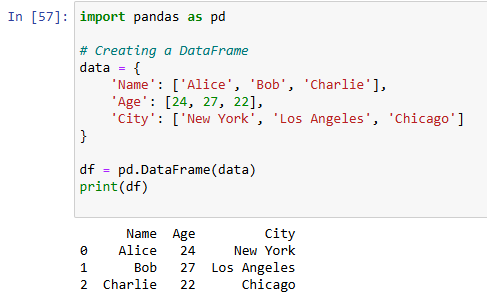 In [57]: import pandas as pd
# Creating a DataFrame
data = {
    'Name': ['Alice', 'Bob', 'Charlie'],
    'Age': [24, 27, 22],
    'City': ['New York', 'Los Angeles', 'Chicago']
}
df = pd.DataFrame(data)
print(df)
      Name  Age         City
0    Alice   24     New York
1      Bob   27  Los Angeles
2  Charlie   22      Chicago